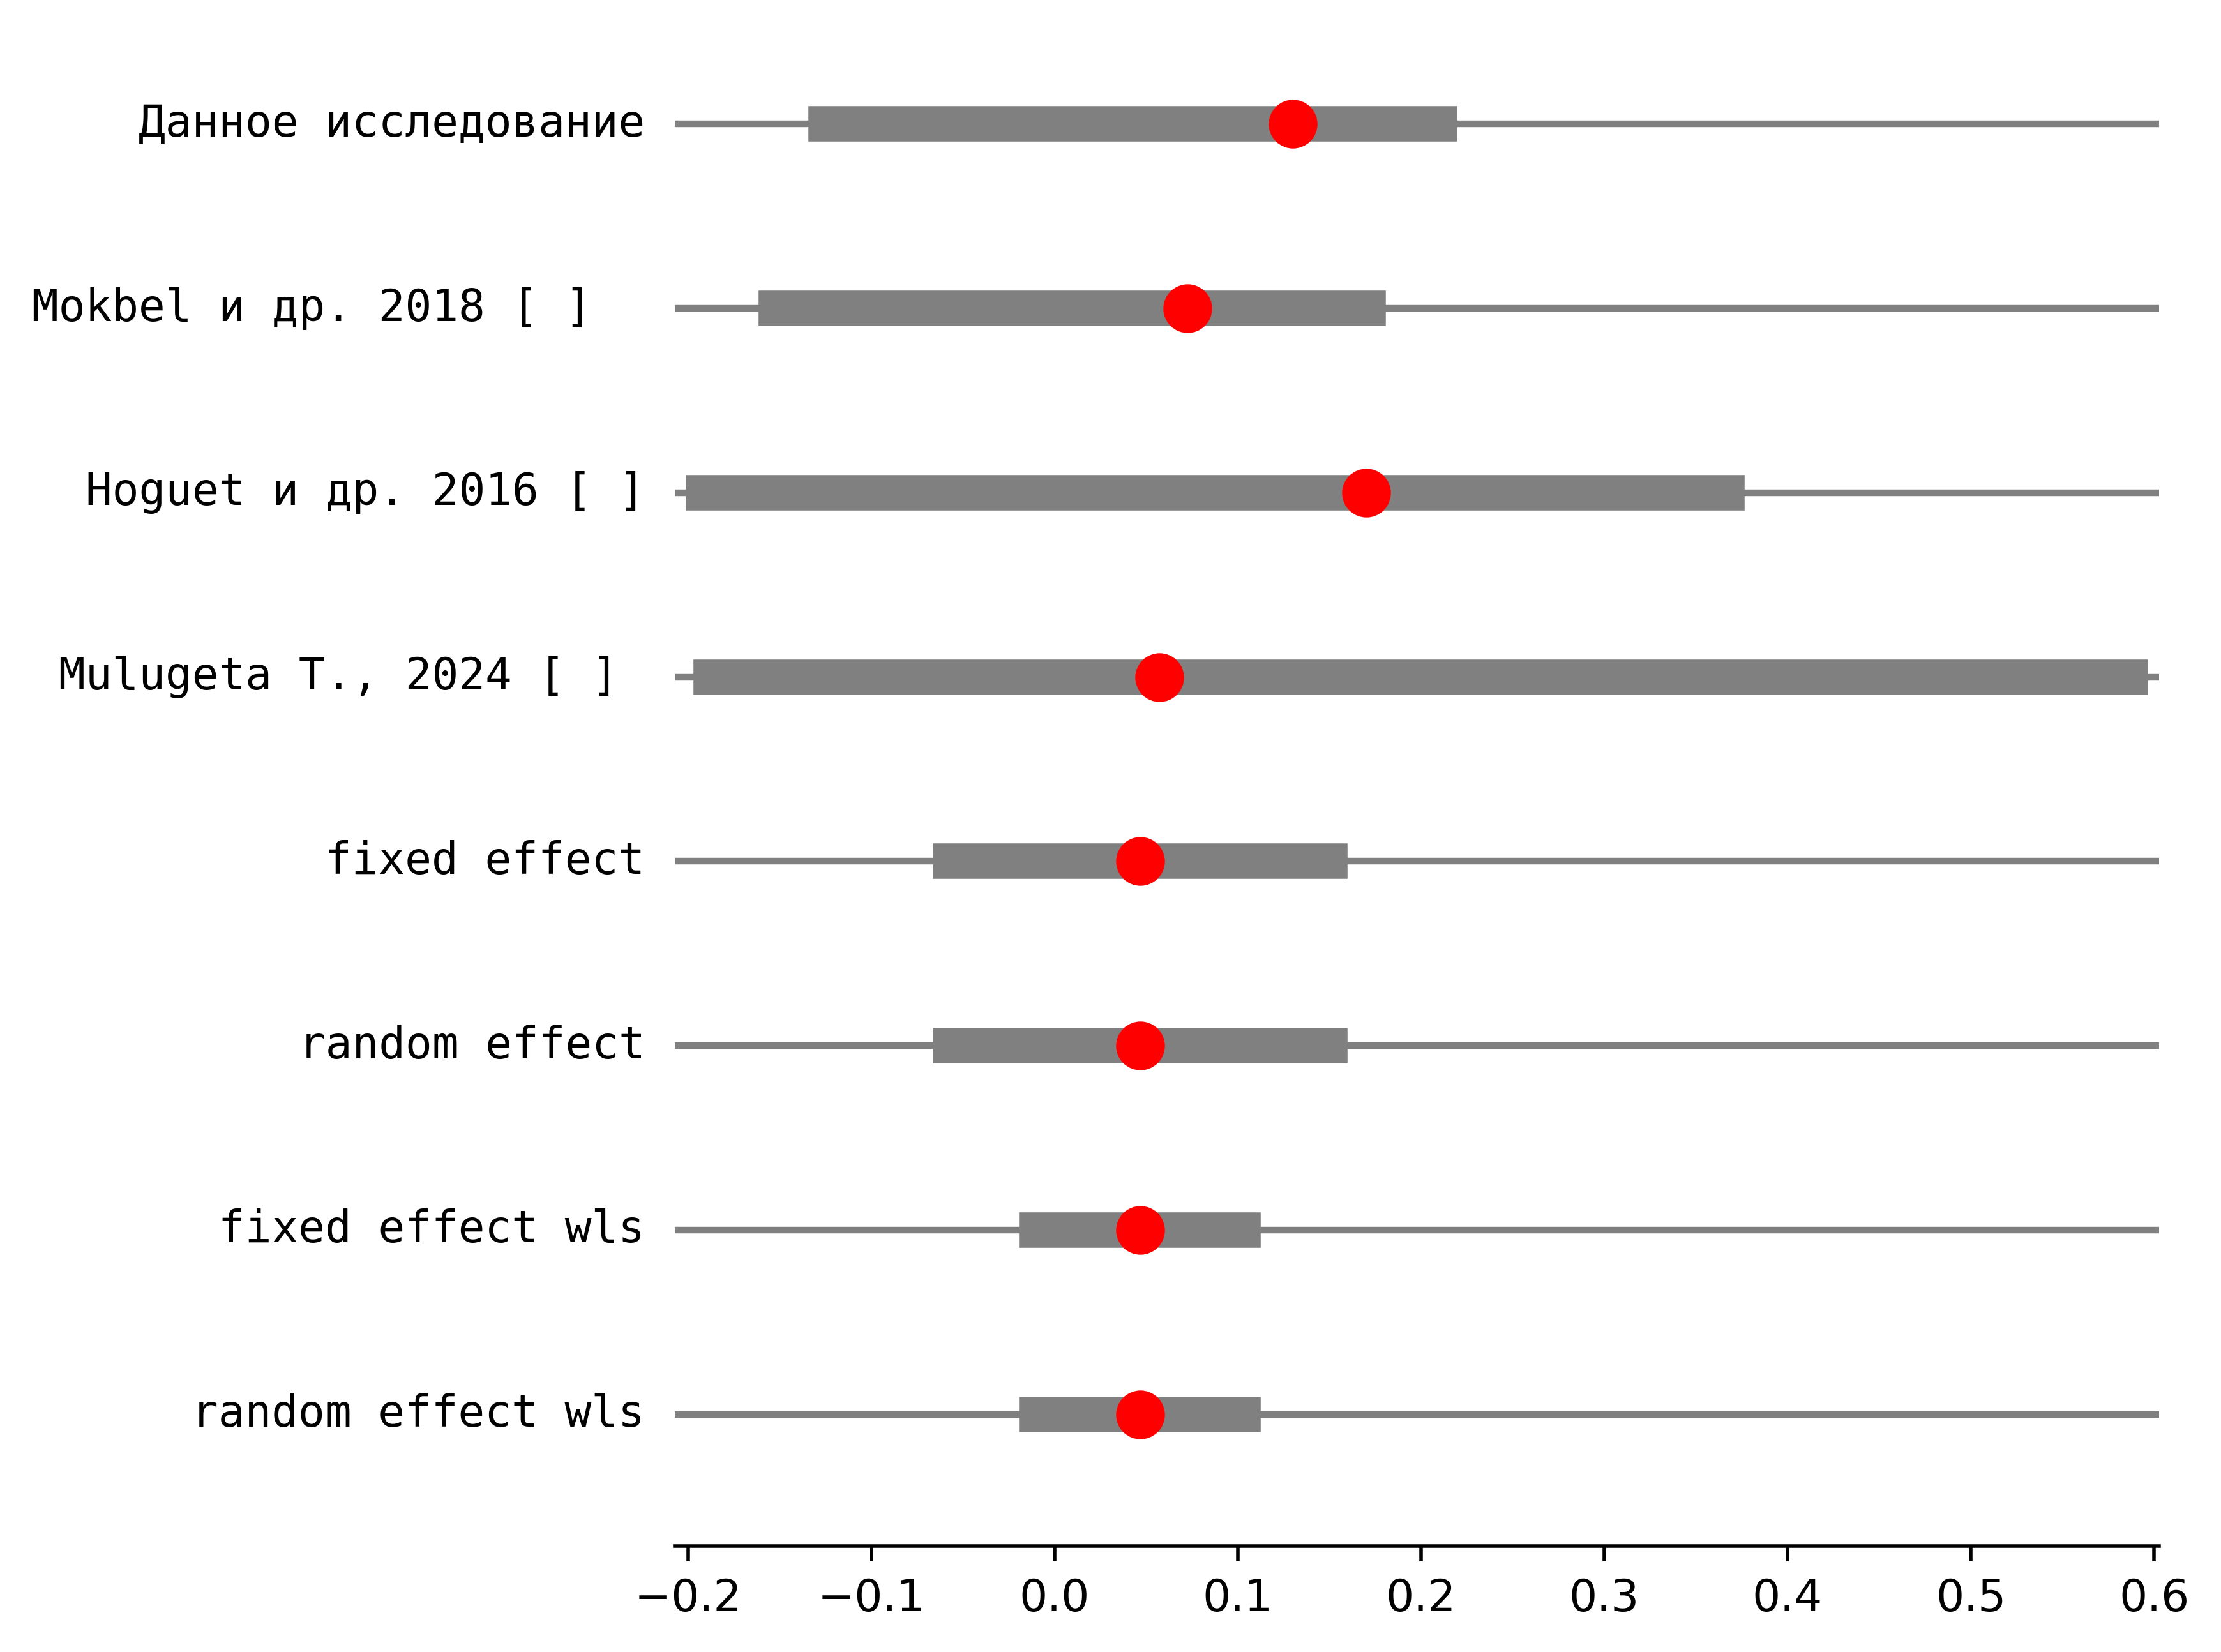 Данное исследование
Mokbel и др. 2018 [ ]
Hoguet и др. 2016 [ ]
Mulugeta T., 2024 [ ]
fixed effect
random effect
fixed effect wls
random effect wls
−0.2 −0.1 0.0 0.1 0.2 0.3 0.4 0.5 0.6